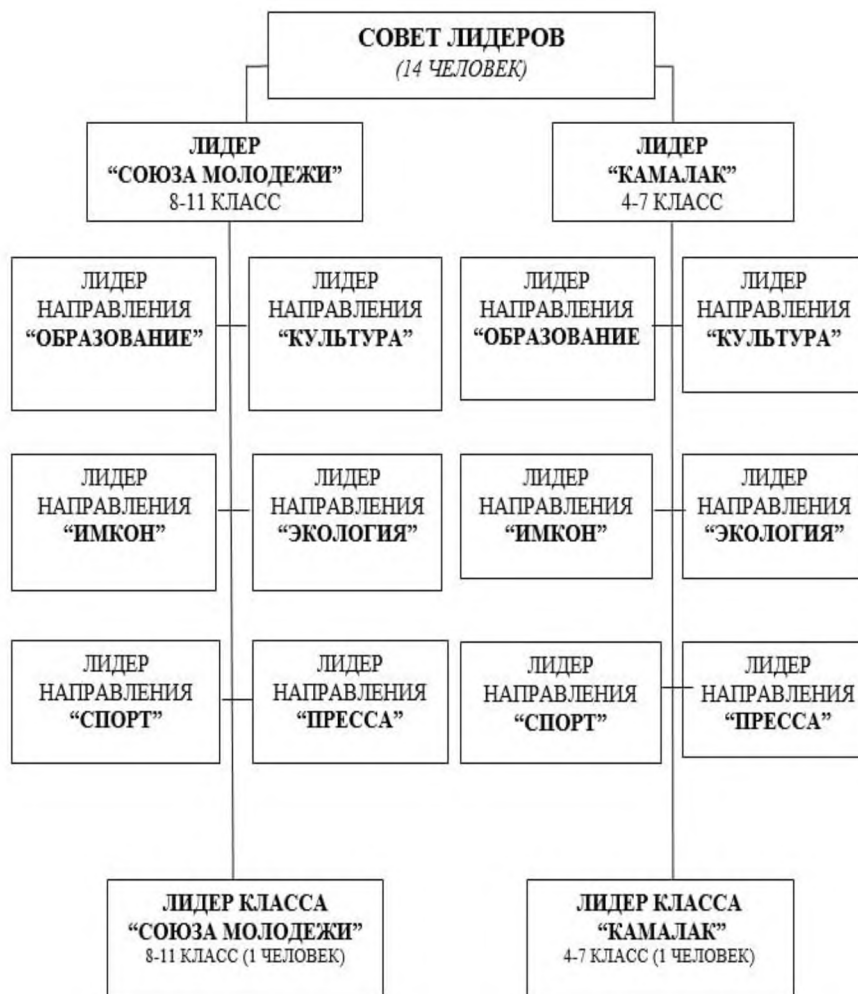 СОВЕТ ЛИДЕРОВ
(14 ЧЕЛОВЕК)
ЛИДЕР
“СОЮЗА МОЛОДЕЖИ”
8-11 КЛАСС
ЛИДЕР
“КАМАЛАК”
4-7 КЛАСС
ЛИДЕР
НАПРАВЛЕНИЯ
“ОБРАЗОВАНИЕ”
ЛИДЕР
НАПРАВЛЕНИЯ
“КУЛЬТУРА”
ЛИДЕР
НАПРАВЛЕНИЯ
“ОБРАЗОВАНИЕ
ЛИДЕР
НАПРАВЛЕНИЯ
“КУЛЬТУРА”
ЛИДЕР
НАПРАВЛЕНИЯ
“ИМКОН”
ЛИДЕР
НАПРАВЛЕНИЯ
“ЭКОЛОГИЯ”
ЛИДЕР
НАПРАВЛЕНИЯ
“ИМКОН”
ЛИДЕР
НАПРАВЛЕНИЯ
“ЭКОЛОГИЯ”
ЛИДЕР
НАПРАВЛЕНИЯ
“СПОРТ”
ЛИДЕР
НАПРАВЛЕНИЯ
“ПРЕССА”
ЛИДЕР
НАПРАВЛЕНИЯ
“СПОРТ”
ЛИДЕР
НАПРАВЛЕНИЯ
“ПРЕССА”
ЛИДЕР КЛАССА
“СОЮЗА МОЛОДЕЖИ”
8-11 КЛАСС (1 ЧЕЛОВЕК)
ЛИДЕР КЛАССА
“КАМАЛАК”
4-7 КЛАСС (1 ЧЕЛОВЕК)